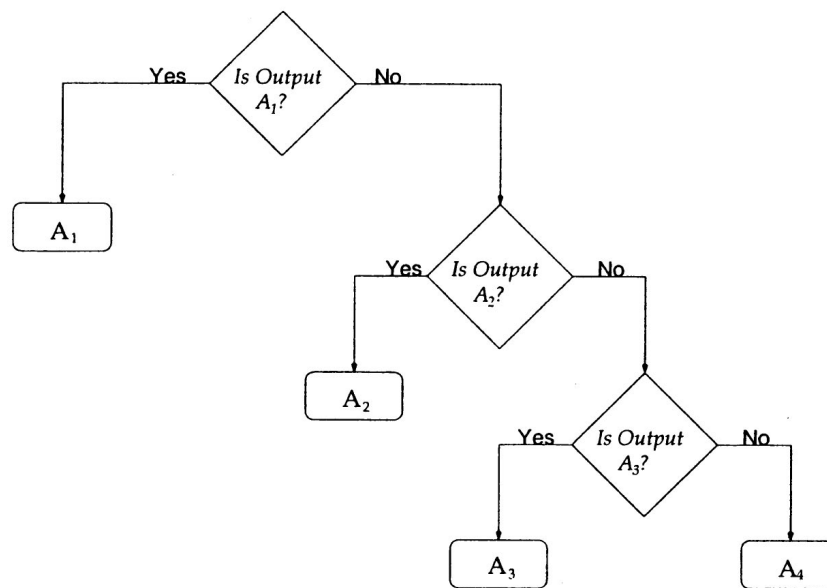 Yes
Is Output
A₁?
No
A₁
Yes
Is Output
A₂?
No
A₂
Yes
Is Output
A₃?
No
A₃
A₄